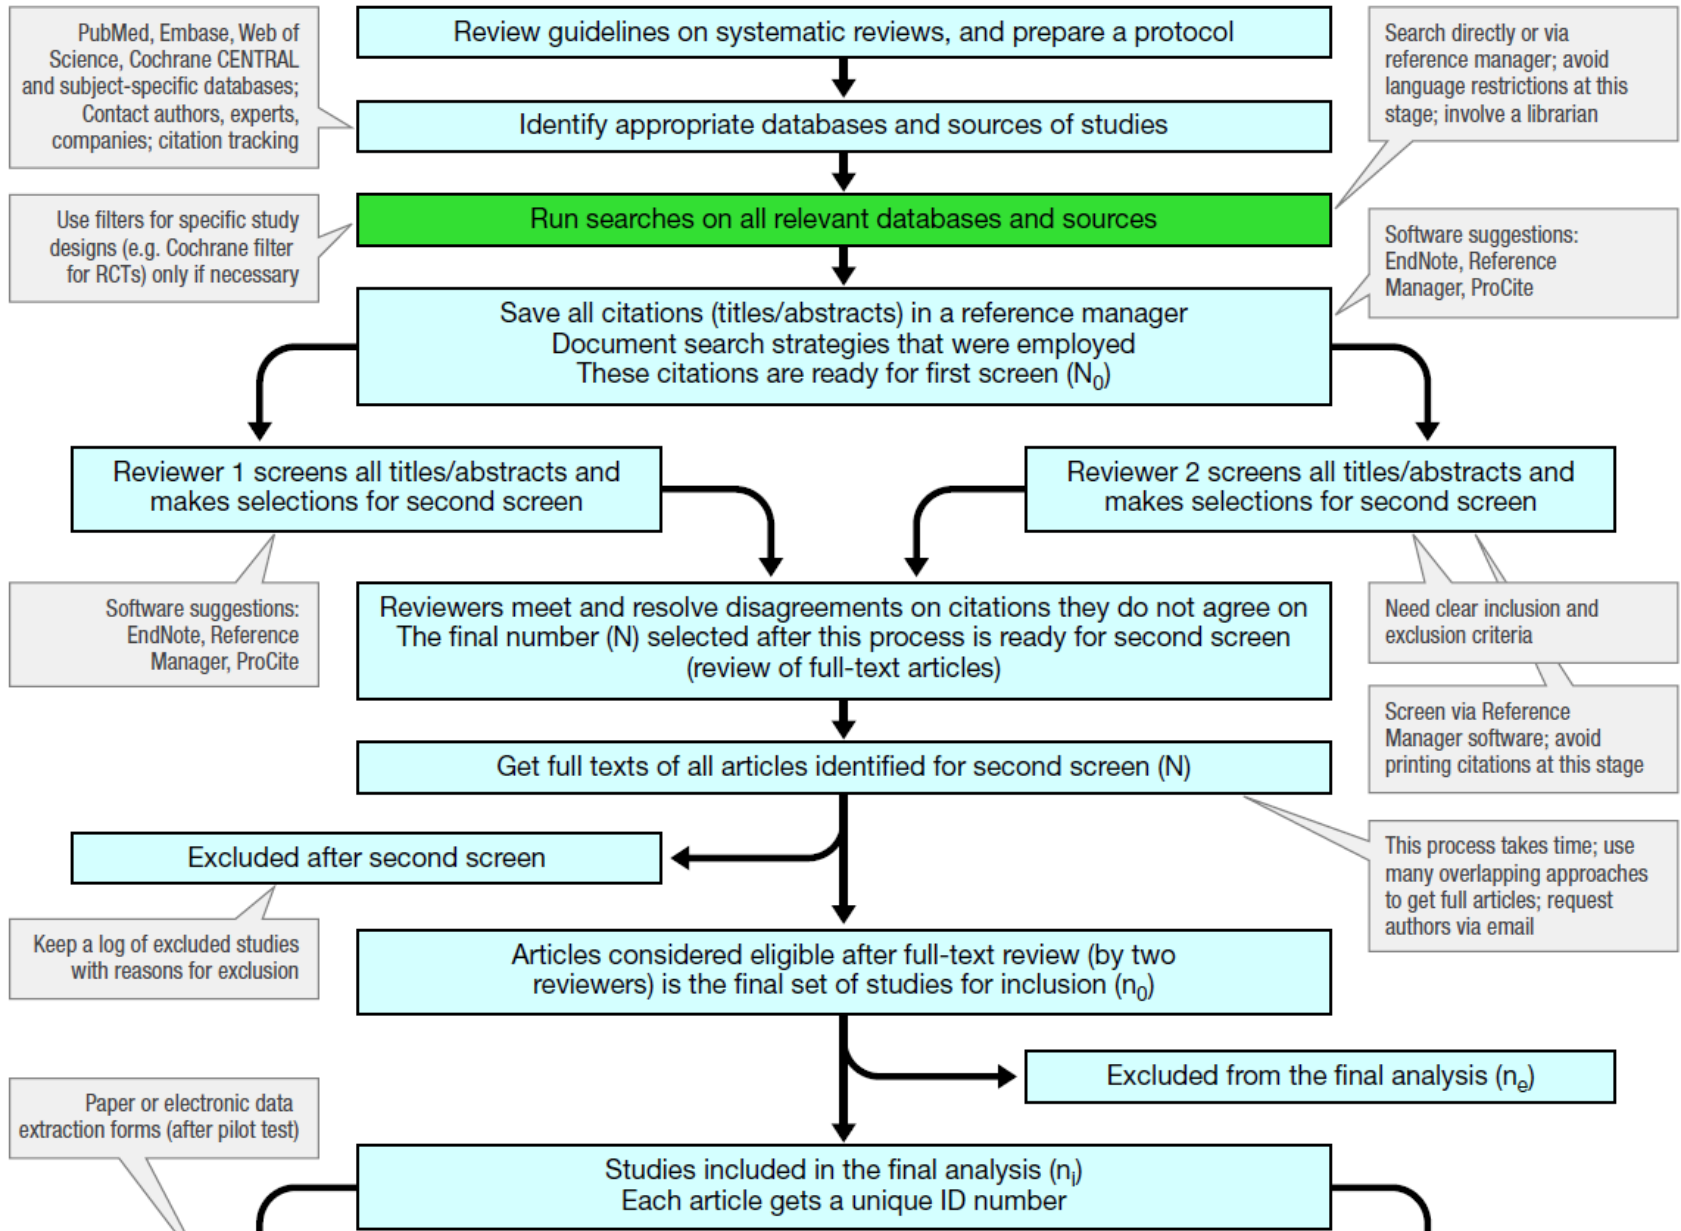 PubMed, Embase, Web of
Science, Cochrane CENTRAL
and subject-specific databases;
Contact authors, experts,
companies; citation tracking
Review guidelines on systematic reviews, and prepare a protocol
Search directly or via
reference manager; avoid
language restrictions at this
stage; involve a librarian
Identify appropriate databases and sources of studies
Use filters for specific study
designs (e.g. Cochrane filter
for RCTs) only if necessary
Run searches on all relevant databases and sources
Software suggestions:
EndNote, Reference
Manager, ProCite
Save all citations (titles/abstracts) in a reference manager
Document search strategies that were employed
These citations are ready for first screen (N0)
Reviewer 1 screens all titles/abstracts and
makes selections for second screen
Reviewer 2 screens all titles/abstracts and
makes selections for second screen
Software suggestions:
EndNote, Reference
Manager, ProCite
Reviewers meet and resolve disagreements on citations they do not agree on
The final number (N) selected after this process is ready for second screen
(review of full-text articles)
Need clear inclusion and
exclusion criteria
Screen via Reference
Manager software; avoid
printing citations at this stage
Get full texts of all articles identified for second screen (N)
This process takes time; use
many overlapping approaches
to get full articles; request
authors via email
Excluded after second screen
Keep a log of excluded studies
with reasons for exclusion
Articles considered eligible after full-text review (by two
reviewers) is the final set of studies for inclusion (n0)
Excluded from the final analysis (ne)
Paper or electronic data
extraction forms (after pilot test)
Studies included in the final analysis (ni)
Each article gets a unique ID number